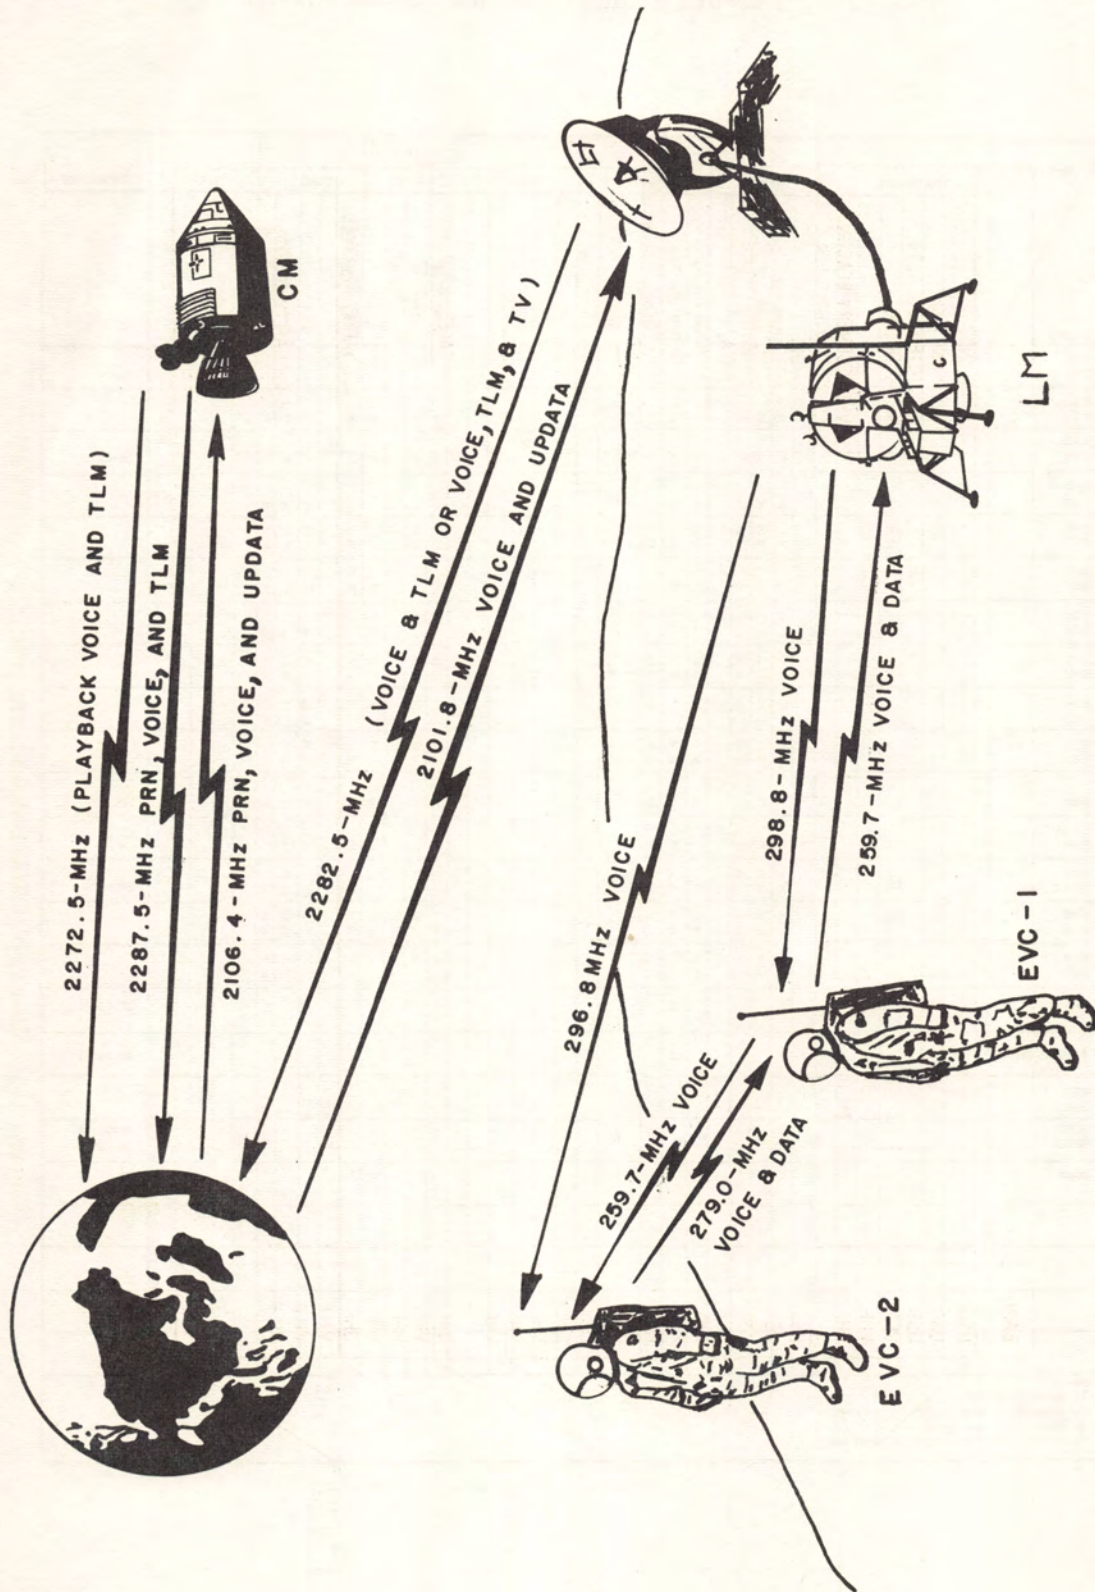 2272.5-MHz (PLAYBACK VOICE AND TLM)
2287.5-MHz PRN, VOICE, AND TLM
2106.4-MHz PRN, VOICE, AND UPDATA
CM
2282.5-MHz (VOICE & TLM OR VOICE, TLM, & TV)
2101.8-MHz VOICE AND UPDATA
296.8 MHz VOICE
259.7-MHz VOICE
279.0-MHz
VOICE & DATA
298.8-MHz VOICE
259.7-MHz VOICE & DATA
EVC-2
EVC-1
LM